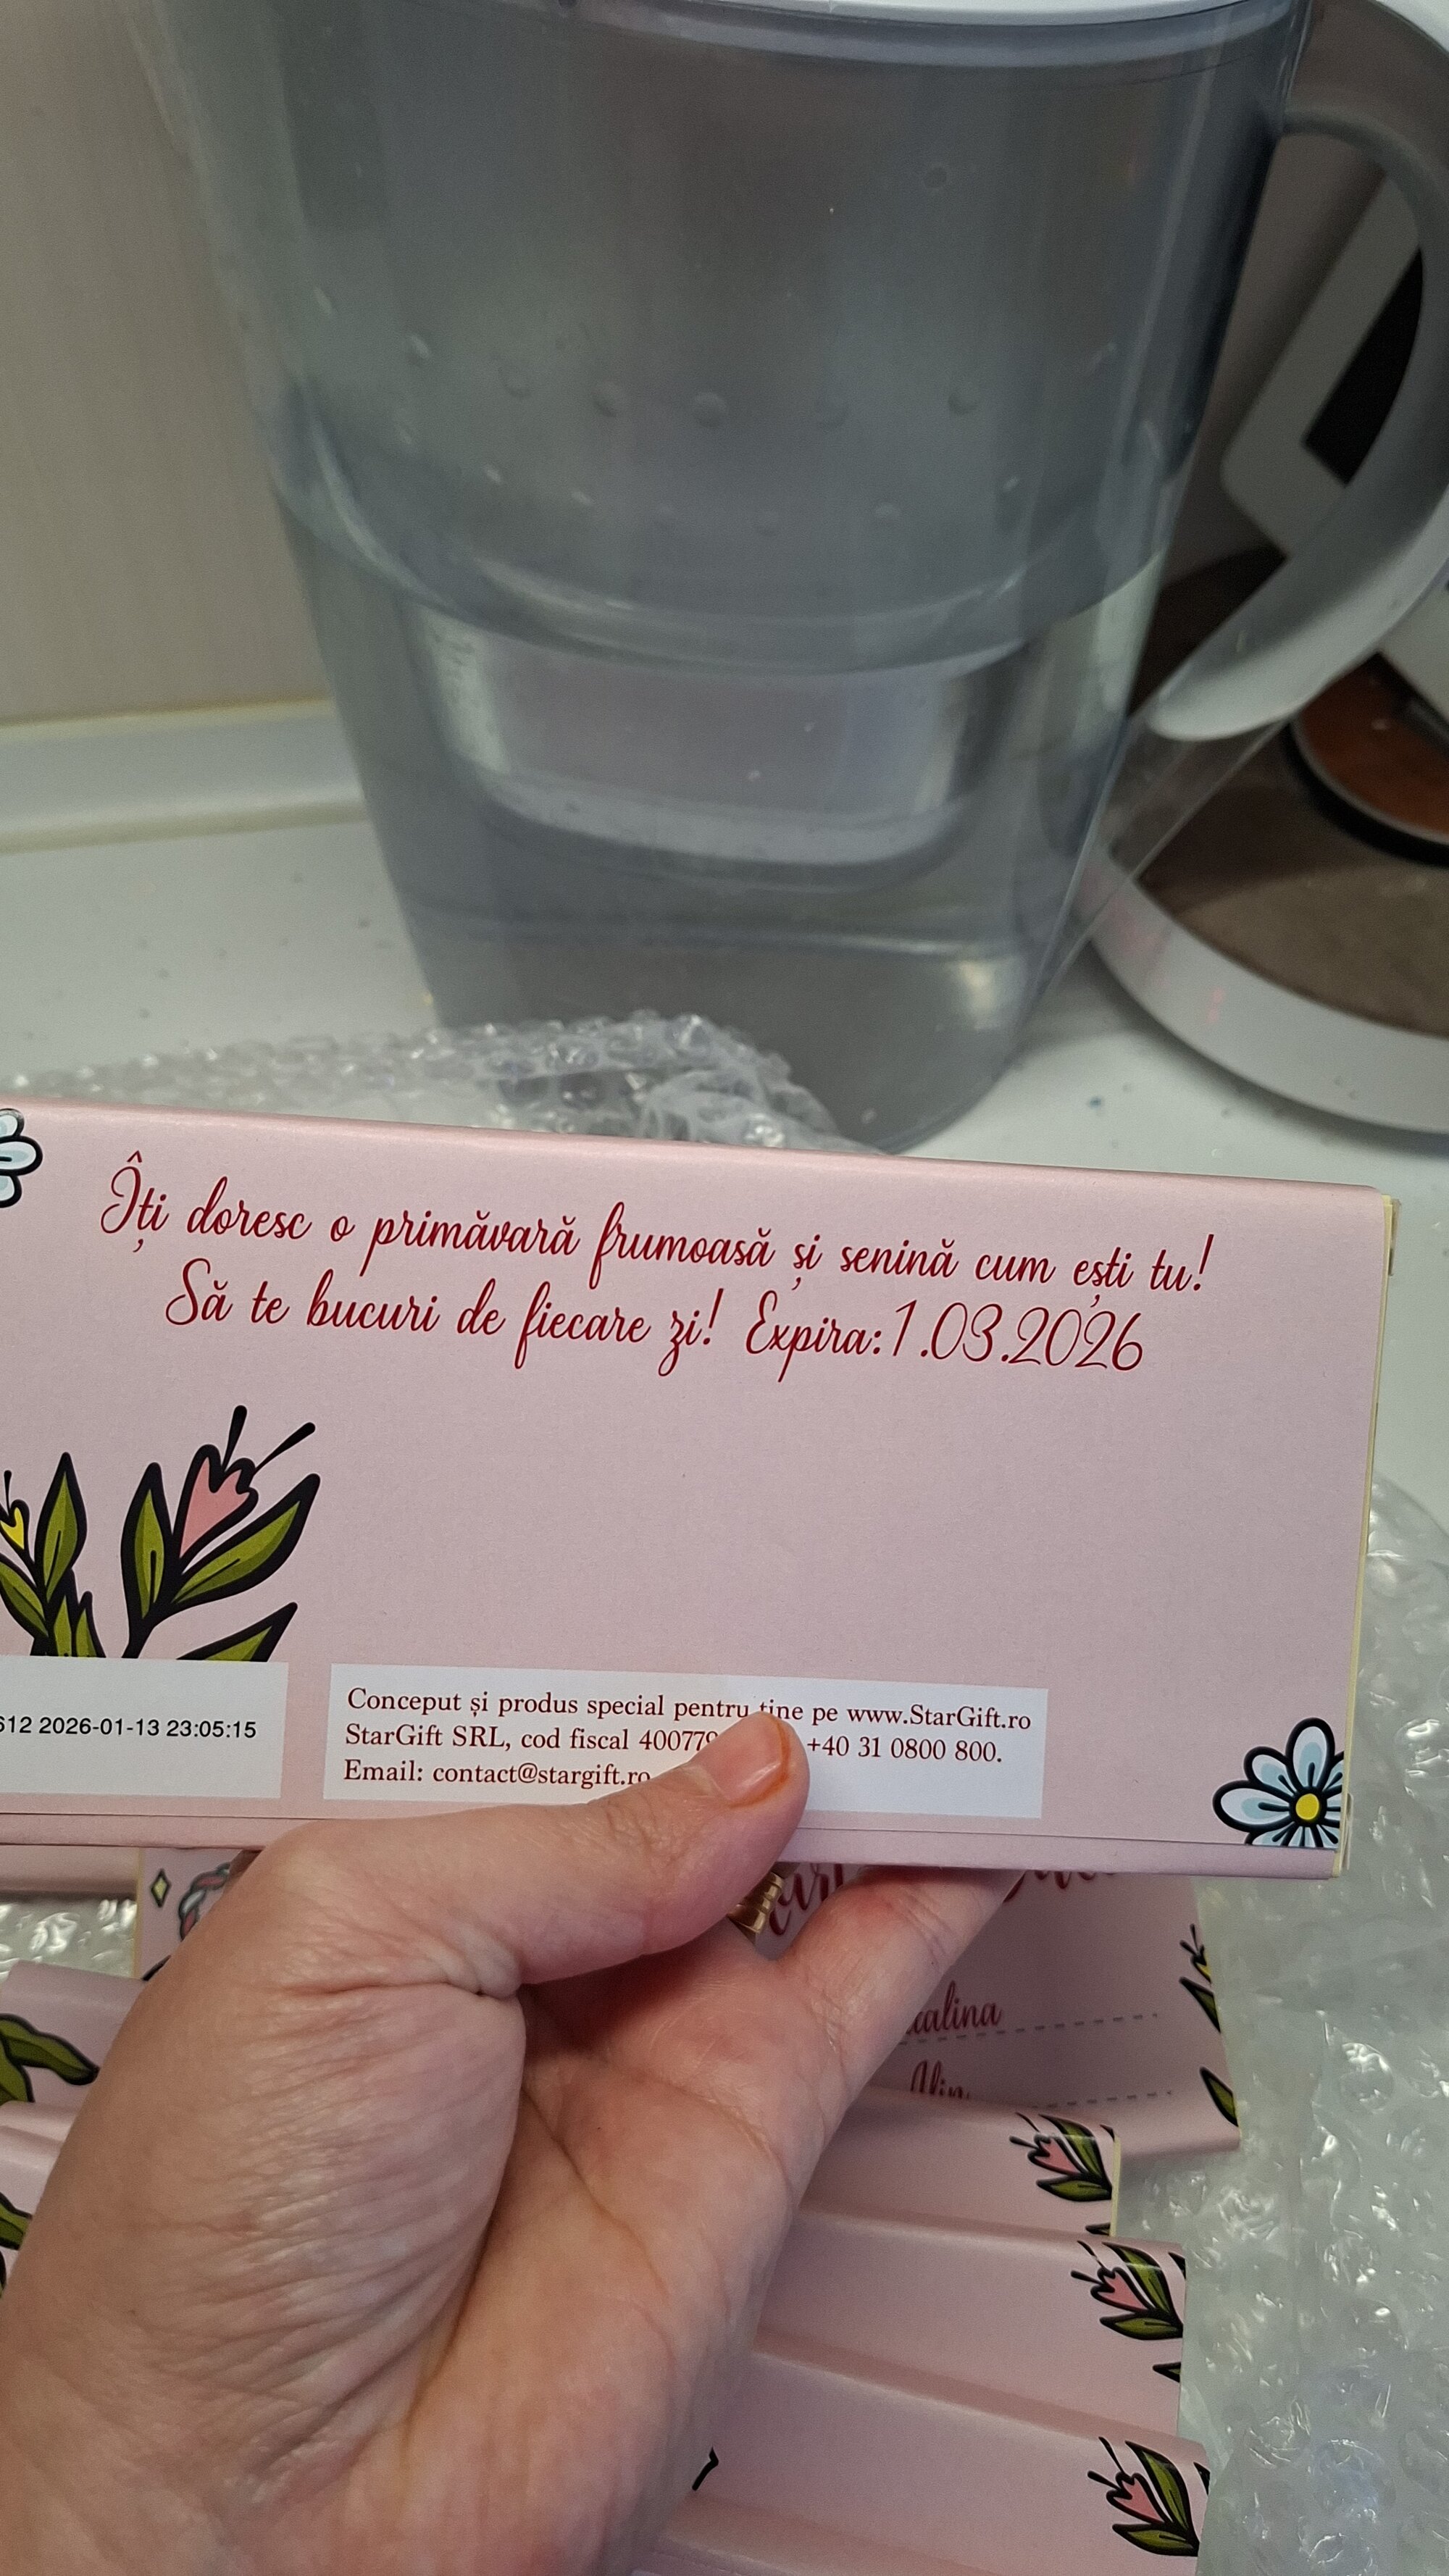 Îți doresc o primăvară frumoasă și senină cum ești tu!
Să te bucuri de fiecare zi! Expira:1.03.2026
612 2026-01-13 23:05:15
Conceput și produs special pentru tine pe www.StarGift.ro
StarGift SRL, cod fiscal +40 31 0800 800.
Email: contact@stargift.ro
Alin